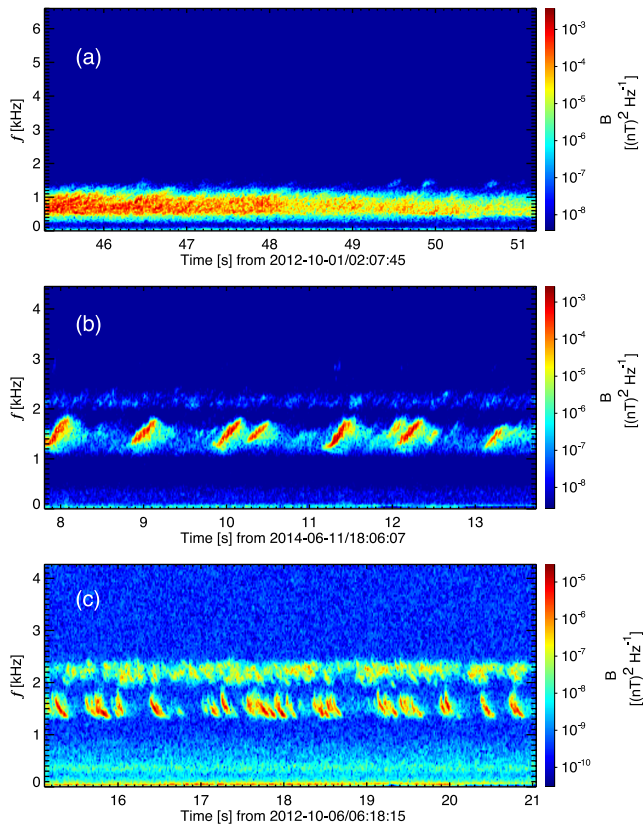 (a)
f [kHz]
6
5
4
3
2
1
0
46 47 48 49 50 51
Time [s] from 2012-10-01/02:07:45
10-3
10-4
10-5
10-6
10-7
10-8
B
[(nT)2 Hz-1]
(b)
f [kHz]
4
3
2
1
0
8 9 10 11 12 13
Time [s] from 2014-06-11/18:06:07
10-3
10-4
10-5
10-6
10-7
10-8
B
[(nT)2 Hz-1]
(c)
f [kHz]
4
3
2
1
0
16 17 18 19 20 21
Time [s] from 2012-10-06/06:18:15
10-5
10-6
10-7
10-8
10-9
10-10
B
[(nT)2 Hz-1]